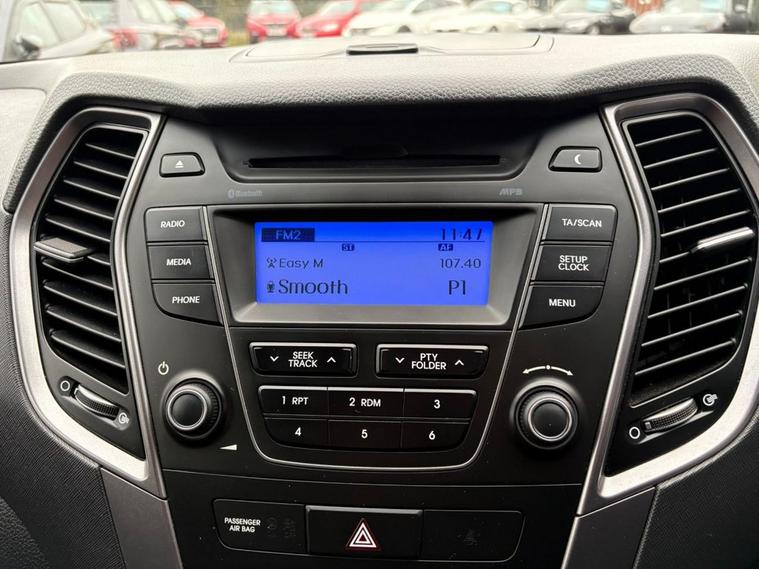 Bluetooth
MP3
RADIO
MEDIA
PHONE
FM2 11:47
ST AF
Easy M 107.40
Smooth P1
TA/SCAN
SETUP
CLOCK
MENU
SEEK
TRACK
PTY
FOLDER
1 RPT
2 RDM
3
4
5
6
PASSENGER
AIR BAG